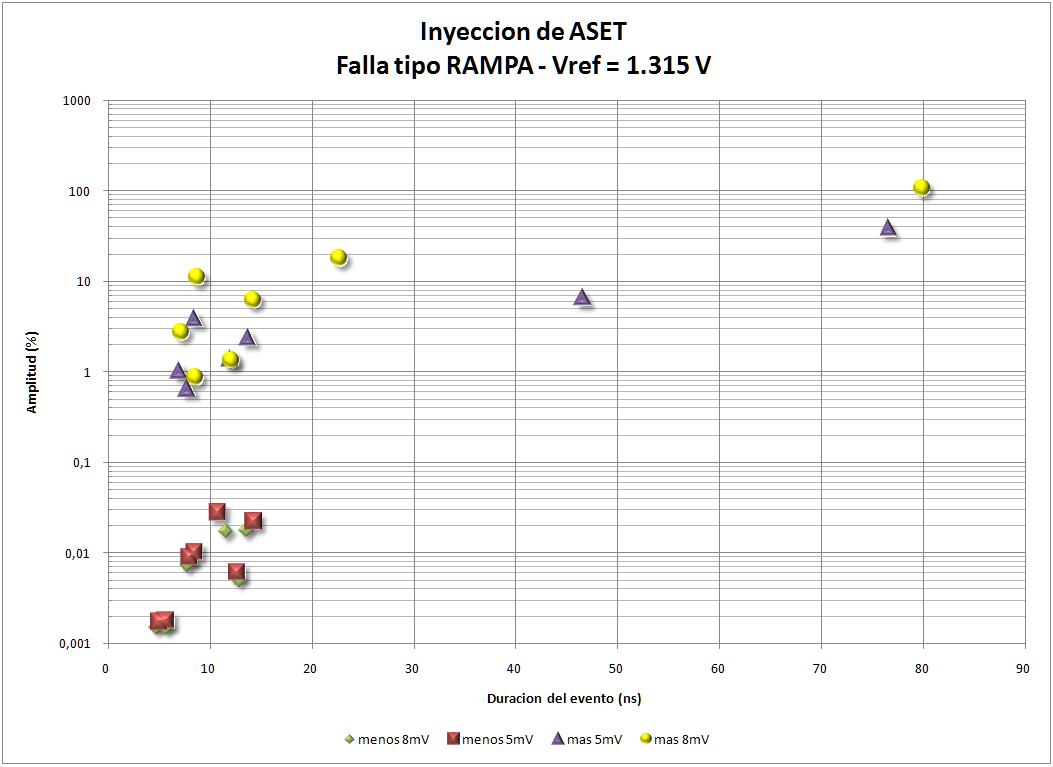 Inyeccion de ASET
Falla tipo RAMPA - Vref = 1.315 V
1000
100
10
1
0,1
0,01
0,001
Amplitud (%)
0 10 20 30 40 50 60 70 80 90
Duracion del evento (ns)
menos 8mV menos 5mV mas 5mV mas 8mV